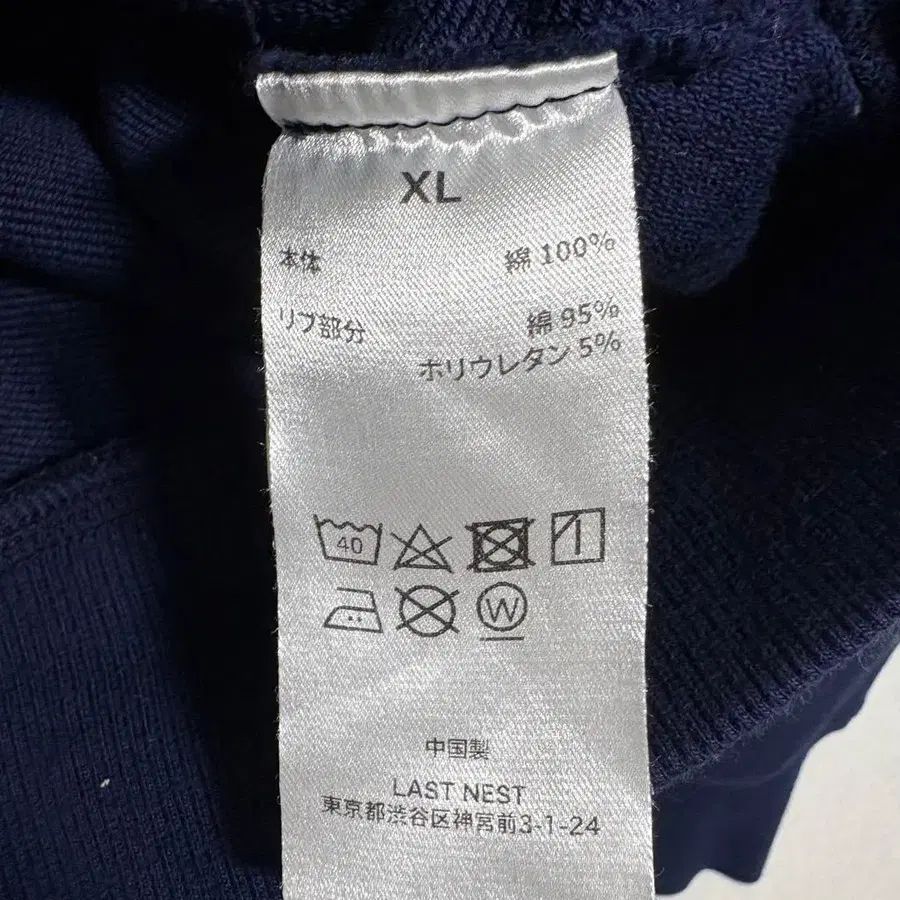 XL
本体 綿 100%
リブ部分 綿 95%
ポリウレタン 5%
40
W
中国製
LAST NEST
東京都渋谷区神宮前3-1-24